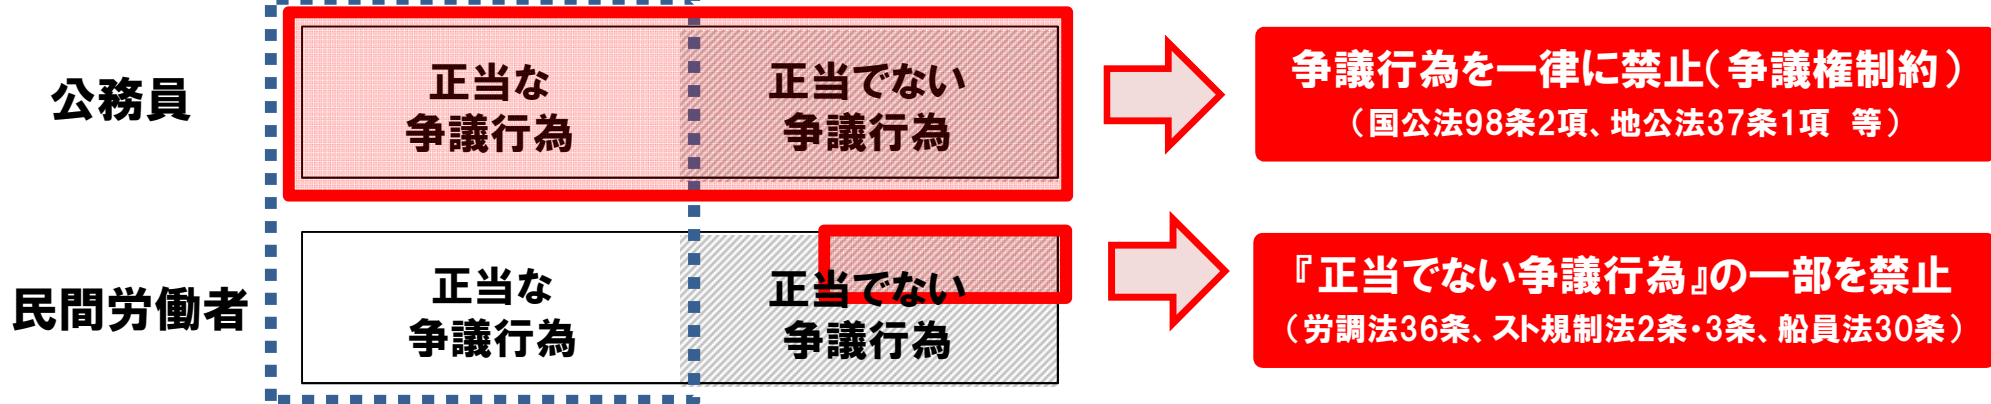 公務員
正当な
争議行為
正当でない
争議行為
争議行為を一律に禁止(争議権制約)
(国公法98条2項、地公法37条1項 等)
民間労働者
正当な
争議行為
正当でない
争議行為
『正当でない争議行為』の一部を禁止
(労調法36条、スト規制法2条・3条、船員法30条)